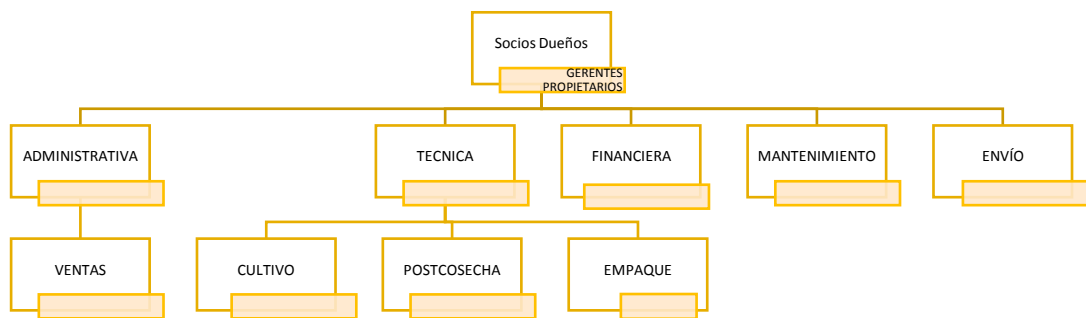 Socios Dueños
GERENTES
PROPIETARIOS
ADMINISTRATIVA
TECNICA
FINANCIERA
MANTENIMIENTO
ENVÍO
VENTAS
CULTIVO
POSTCOSECHA
EMPAQUE